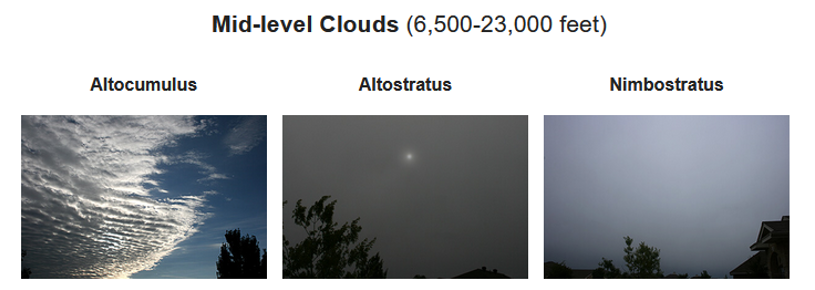 Mid-level Clouds (6,500-23,000 feet)
Altocumulus
Altostratus
Nimbostratus